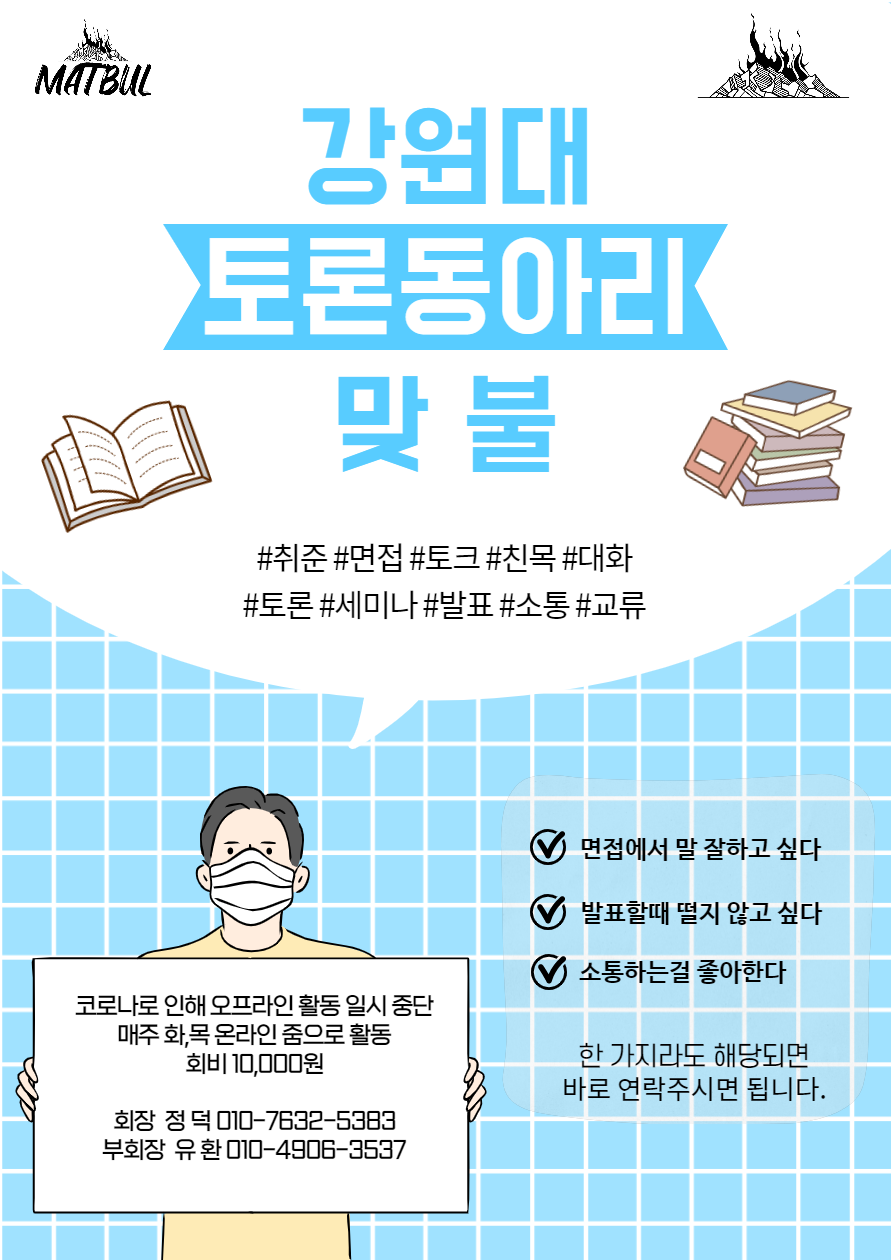 MATBUL
강원대
토론동아리
맞 불
#취준 #면접 #토크 #친목 #대화
#토론 #세미나 #발표 #소통 #교류
면접에서 말 잘하고 싶다
발표할때 떨지 않고 싶다
소통하는걸 좋아한다
한 가지라도 해당되면
바로 연락주시면 됩니다.
코로나로 인해 오프라인 활동 일시 중단
매주 화,목 온라인 줌으로 활동
회비 10,000원
회장 정 덕 010-7632-5383
부회장 유 환 010-4906-3537